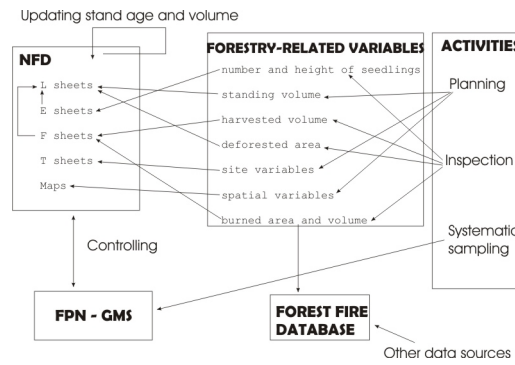 Updating stand age and volume
NFD
L sheets
E sheets
F sheets
T sheets
Maps
FORESTRY-RELATED VARIABLES
number and height of seedlings
standing volume
harvested volume
deforested area
site variables
spatial variables
burned area and volume
ACTIVITIES
Planning
Inspection
Systematic
sampling
Controlling
FPN - GMS
FOREST FIRE
DATABASE
Other data sources